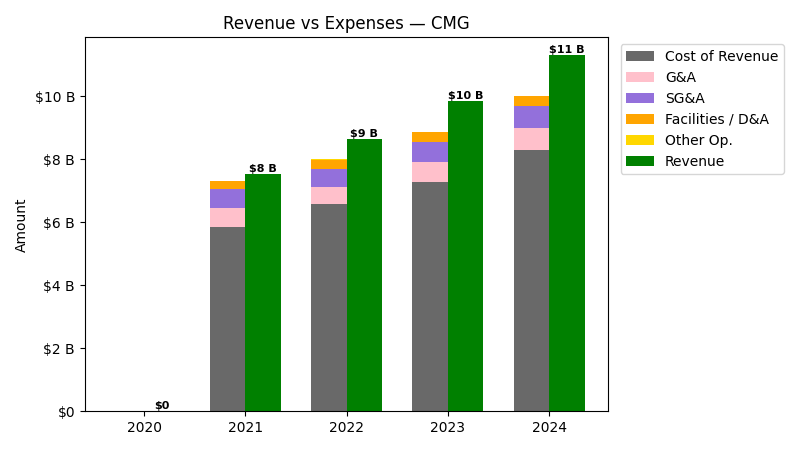 Revenue vs Expenses — CMG
Amount
$10 B
$8 B
$6 B
$4 B
$2 B
$0
$0
$8 B
$9 B
$10 B
$11 B
2020
2021
2022
2023
2024
Cost of Revenue
G&A
SG&A
Facilities / D&A
Other Op.
Revenue